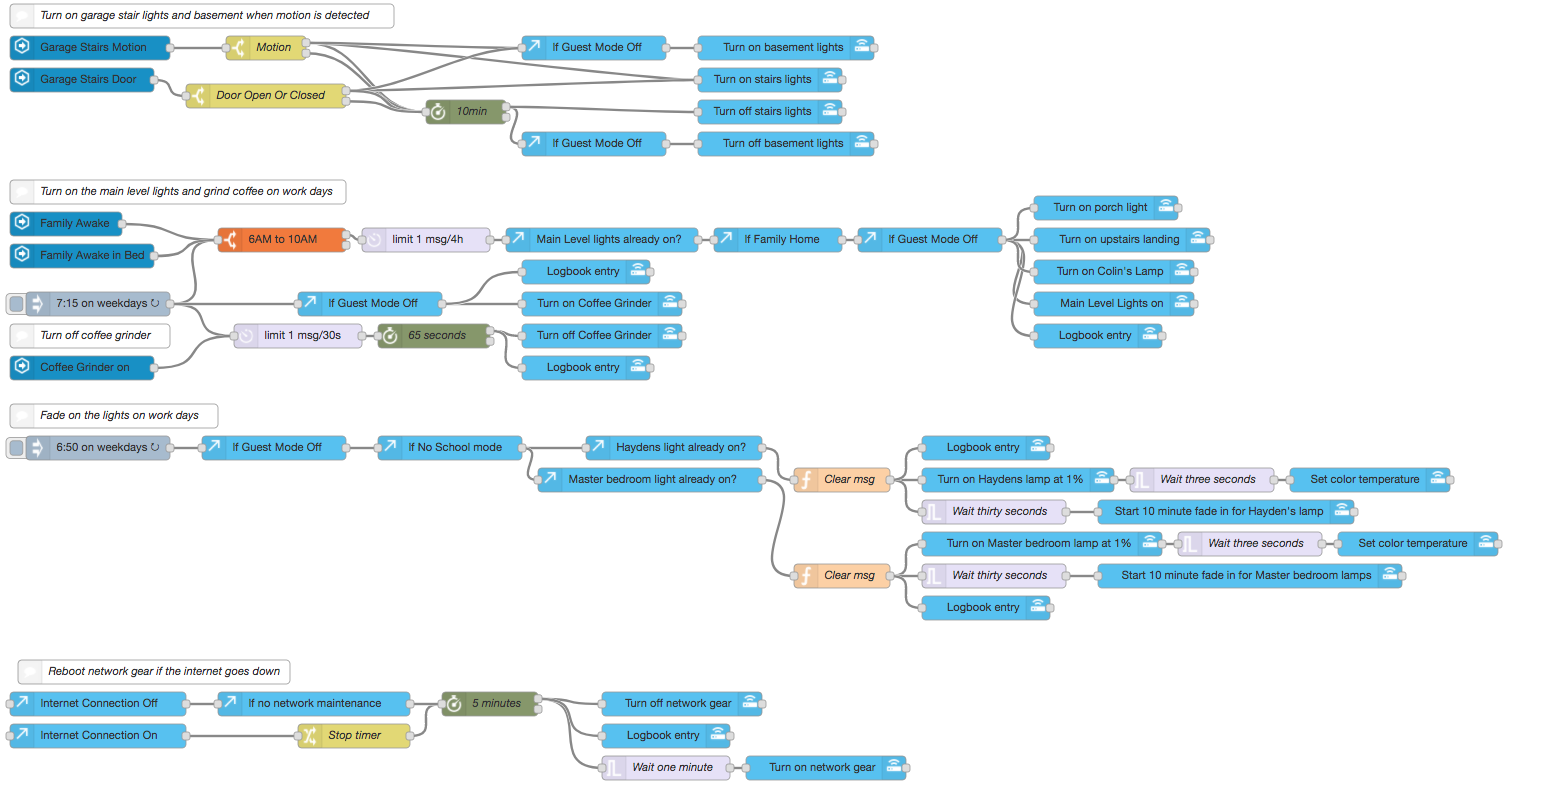 Turn on garage stair lights and basement when motion is detected
Garage Stairs Motion
Motion
If Guest Mode Off
Turn on basement lights
Garage Stairs Door
Door Open Or Closed
Turn on stairs lights
10min
Turn off stairs lights
If Guest Mode Off
Turn off basement lights
Turn on the main level lights and grind coffee on work days
Turn on porch light
Family Awake
6AM to 10AM
limit 1 msg/4h
Main Level lights already on?
If Family Home
If Guest Mode Off
Turn on upstairs landing
Family Awake in Bed
Logbook entry
Turn on Colin's Lamp
7:15 on weekdays ↻
If Guest Mode Off
Turn on Coffee Grinder
Main Level Lights on
Turn off coffee grinder
limit 1 msg/30s
65 seconds
Turn off Coffee Grinder
Logbook entry
Coffee Grinder on
Logbook entry
Fade on the lights on work days
6:50 on weekdays ↻
If Guest Mode Off
If No School mode
Haydens light already on?
Logbook entry
Master bedroom light already on?
Clear msg
Turn on Haydens lamp at 1%
Wait three seconds
Set color temperature
Wait thirty seconds
Start 10 minute fade in for Hayden's lamp
Turn on Master bedroom lamp at 1%
Wait three seconds
Set color temperature
Clear msg
Wait thirty seconds
Start 10 minute fade in for Master bedroom lamps
Logbook entry
Reboot network gear if the internet goes down
Internet Connection Off
If no network maintenance
5 minutes
Turn off network gear
Internet Connection On
Stop timer
Logbook entry
Wait one minute
Turn on network gear